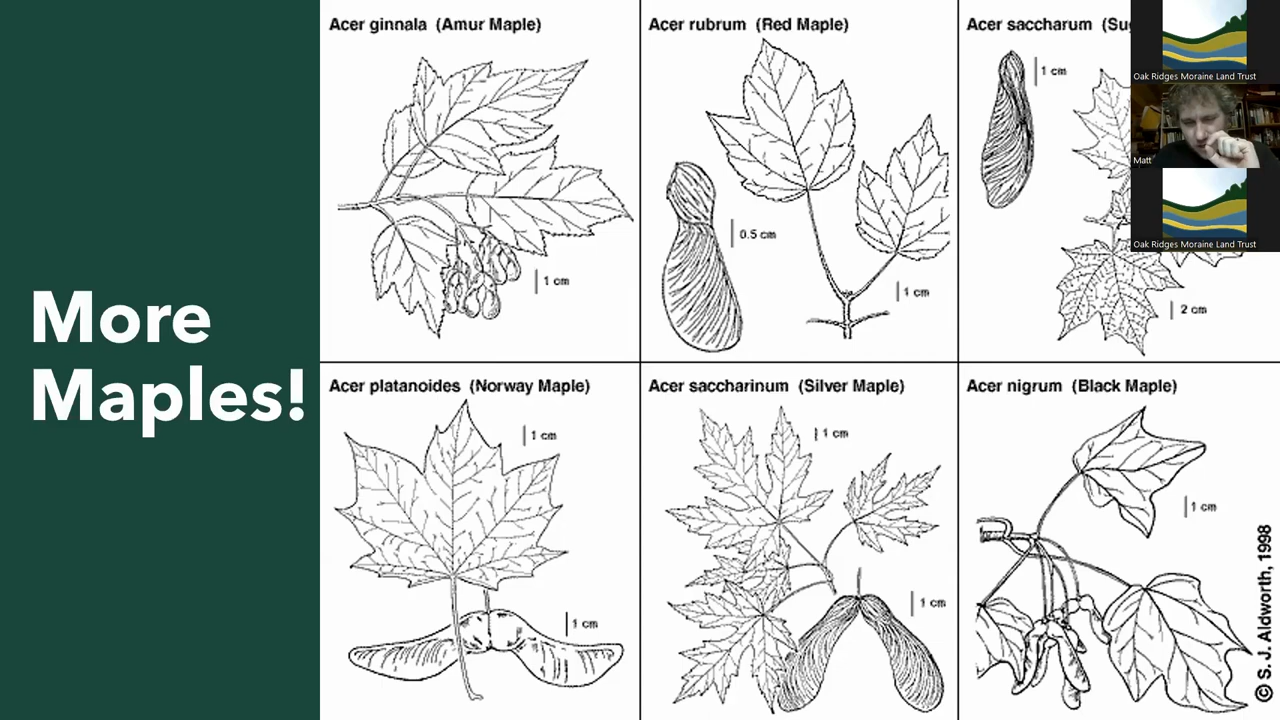 More
Maples!
Acer ginnala (Amur Maple)
1 cm
Acer rubrum (Red Maple)
0.5 cm
1 cm
Acer saccharum (Su
1 cm
2 cm
Acer platanoides (Norway Maple)
1 cm
1 cm
Acer saccharinum (Silver Maple)
1 cm
1 cm
Acer nigrum (Black Maple)
1 cm
© S. J. Aldworth, 1998
Oak Ridges Moraine Land Trust
Matt
Oak Ridges Moraine Land Trust